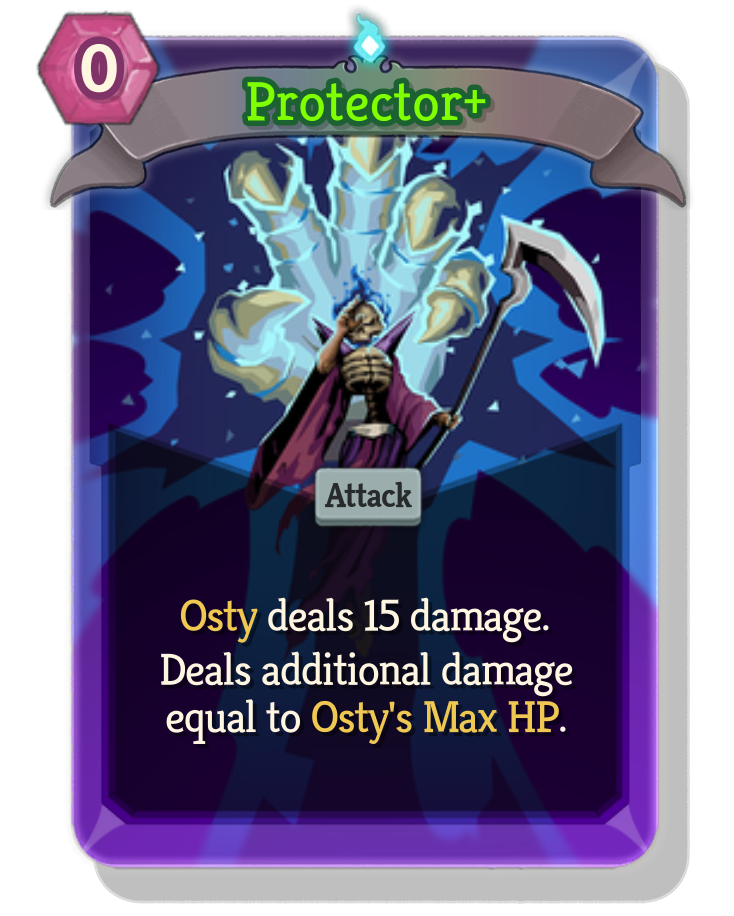 0
Protector+
Attack
Osty deals 15 damage.
Deals additional damage
equal to Osty's Max HP.